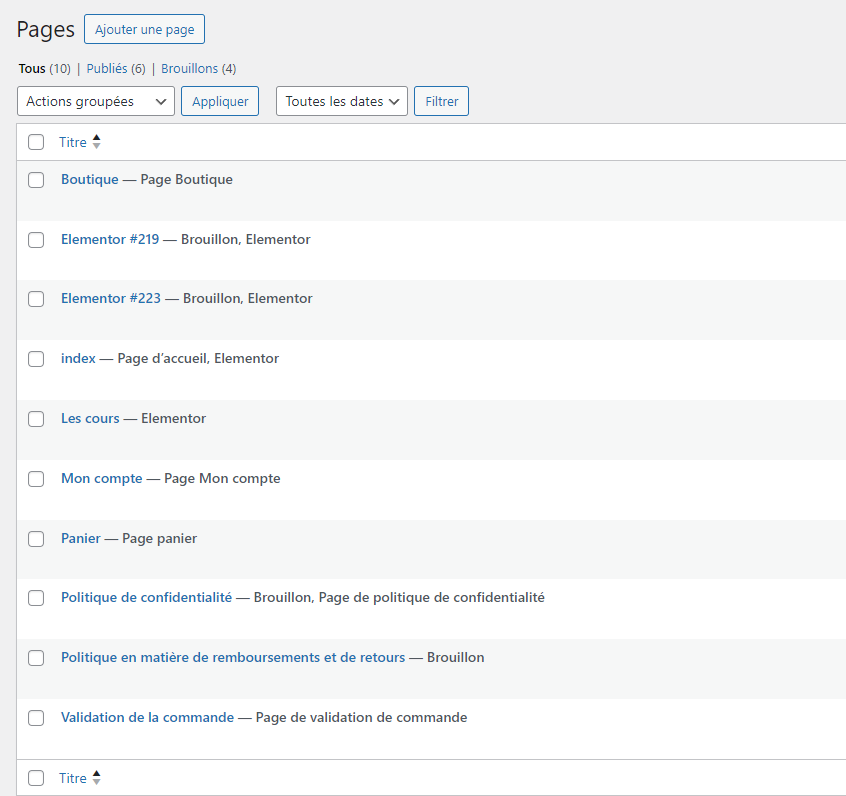 Pages Ajouter une page
Tous (10) | Publiés (6) | Brouillons (4)
Actions groupées Appliquer Toutes les dates Filtrer
Titre
Boutique — Page Boutique
Elementor #219 — Brouillon, Elementor
Elementor #223 — Brouillon, Elementor
index — Page d’accueil, Elementor
Les cours — Elementor
Mon compte — Page Mon compte
Panier — Page panier
Politique de confidentialité — Brouillon, Page de politique de confidentialité
Politique en matière de remboursements et de retours — Brouillon
Validation de la commande — Page de validation de commande
Titre